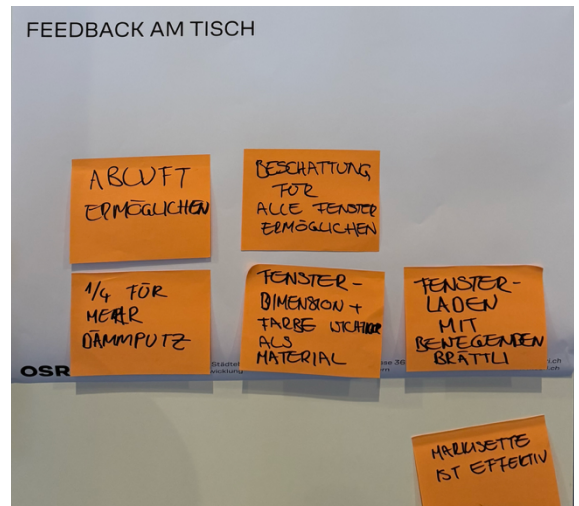 FEEDBACK AM TISCH
ABLUFT
ERMÖGLICHEN
BESCHATTUNG
FÜR
ALLE FENSTER
ERMÖGLICHEN
1/4 FÜR
MEHR
DÄMMPUTZ
FENSTER-
DIMENSION +
FARBE WICHTIGER
ALS
MATERIAL
FENSTER-
LADEN
MIT
BEWEGENDEN
BRÄTTLI
OSR
MARKISETTE
IST EFFEKTIV